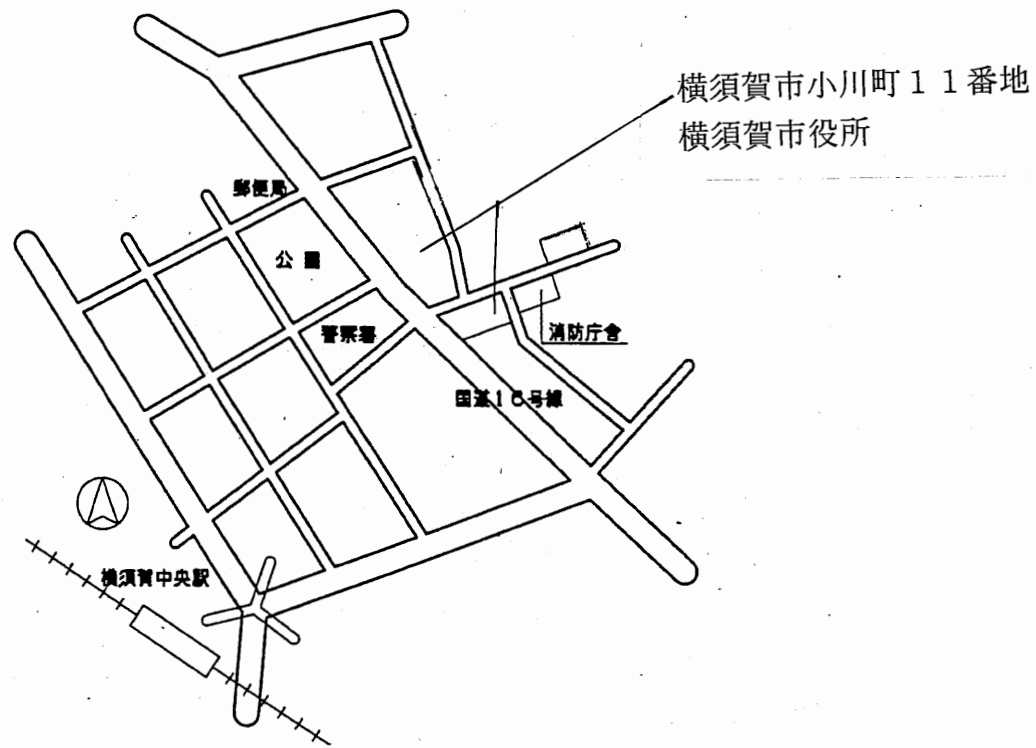 横須賀市小川町１１番地
横須賀市役所
郵便局
公園
警察署
消防庁舎
国道１６号線
横須賀中央駅